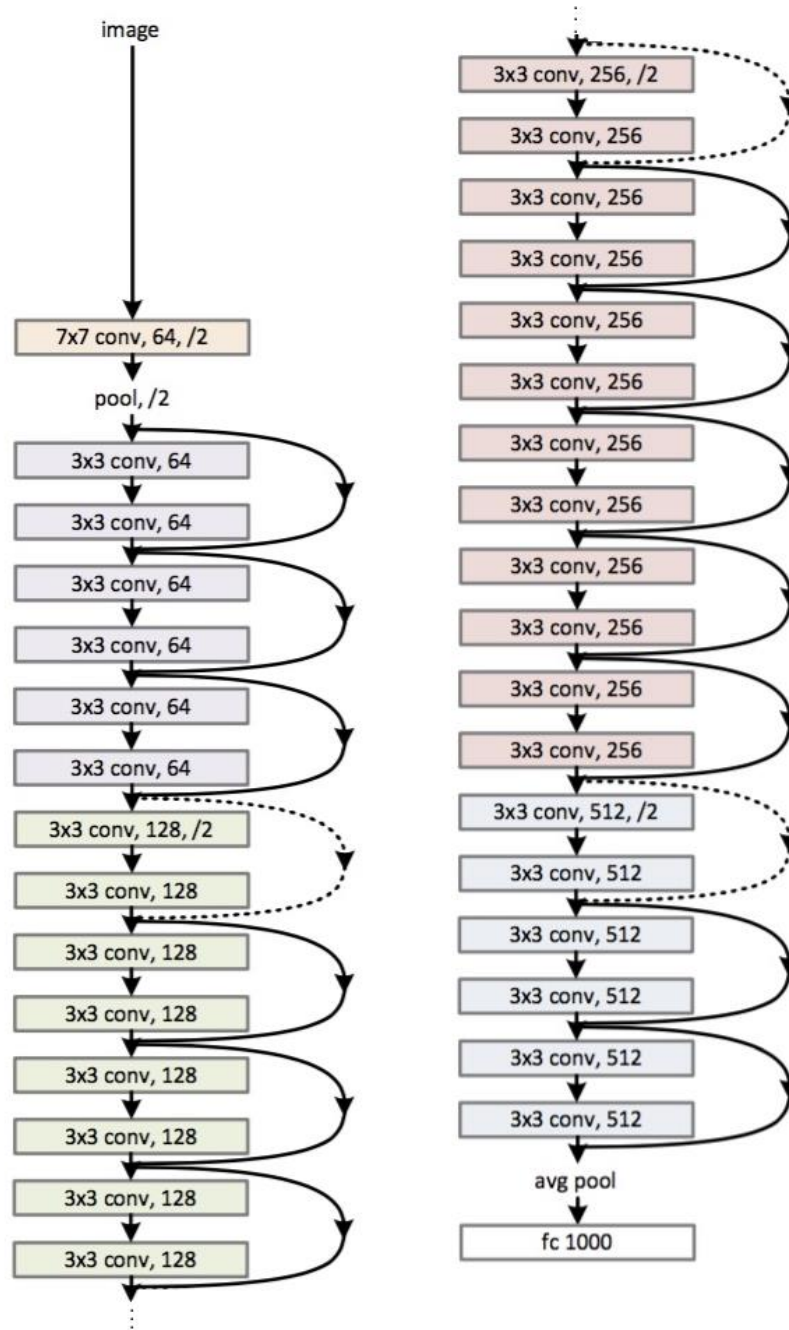 image
7x7 conv, 64, /2
pool, /2
3x3 conv, 64
3x3 conv, 64
3x3 conv, 64
3x3 conv, 64
3x3 conv, 64
3x3 conv, 64
3x3 conv, 128, /2
3x3 conv, 128
3x3 conv, 128
3x3 conv, 128
3x3 conv, 128
3x3 conv, 128
3x3 conv, 128
3x3 conv, 128
3x3 conv, 256, /2
3x3 conv, 256
3x3 conv, 256
3x3 conv, 256
3x3 conv, 256
3x3 conv, 256
3x3 conv, 256
3x3 conv, 256
3x3 conv, 256
3x3 conv, 256
3x3 conv, 256
3x3 conv, 256
3x3 conv, 512, /2
3x3 conv, 512
3x3 conv, 512
3x3 conv, 512
3x3 conv, 512
3x3 conv, 512
avg pool
fc 1000